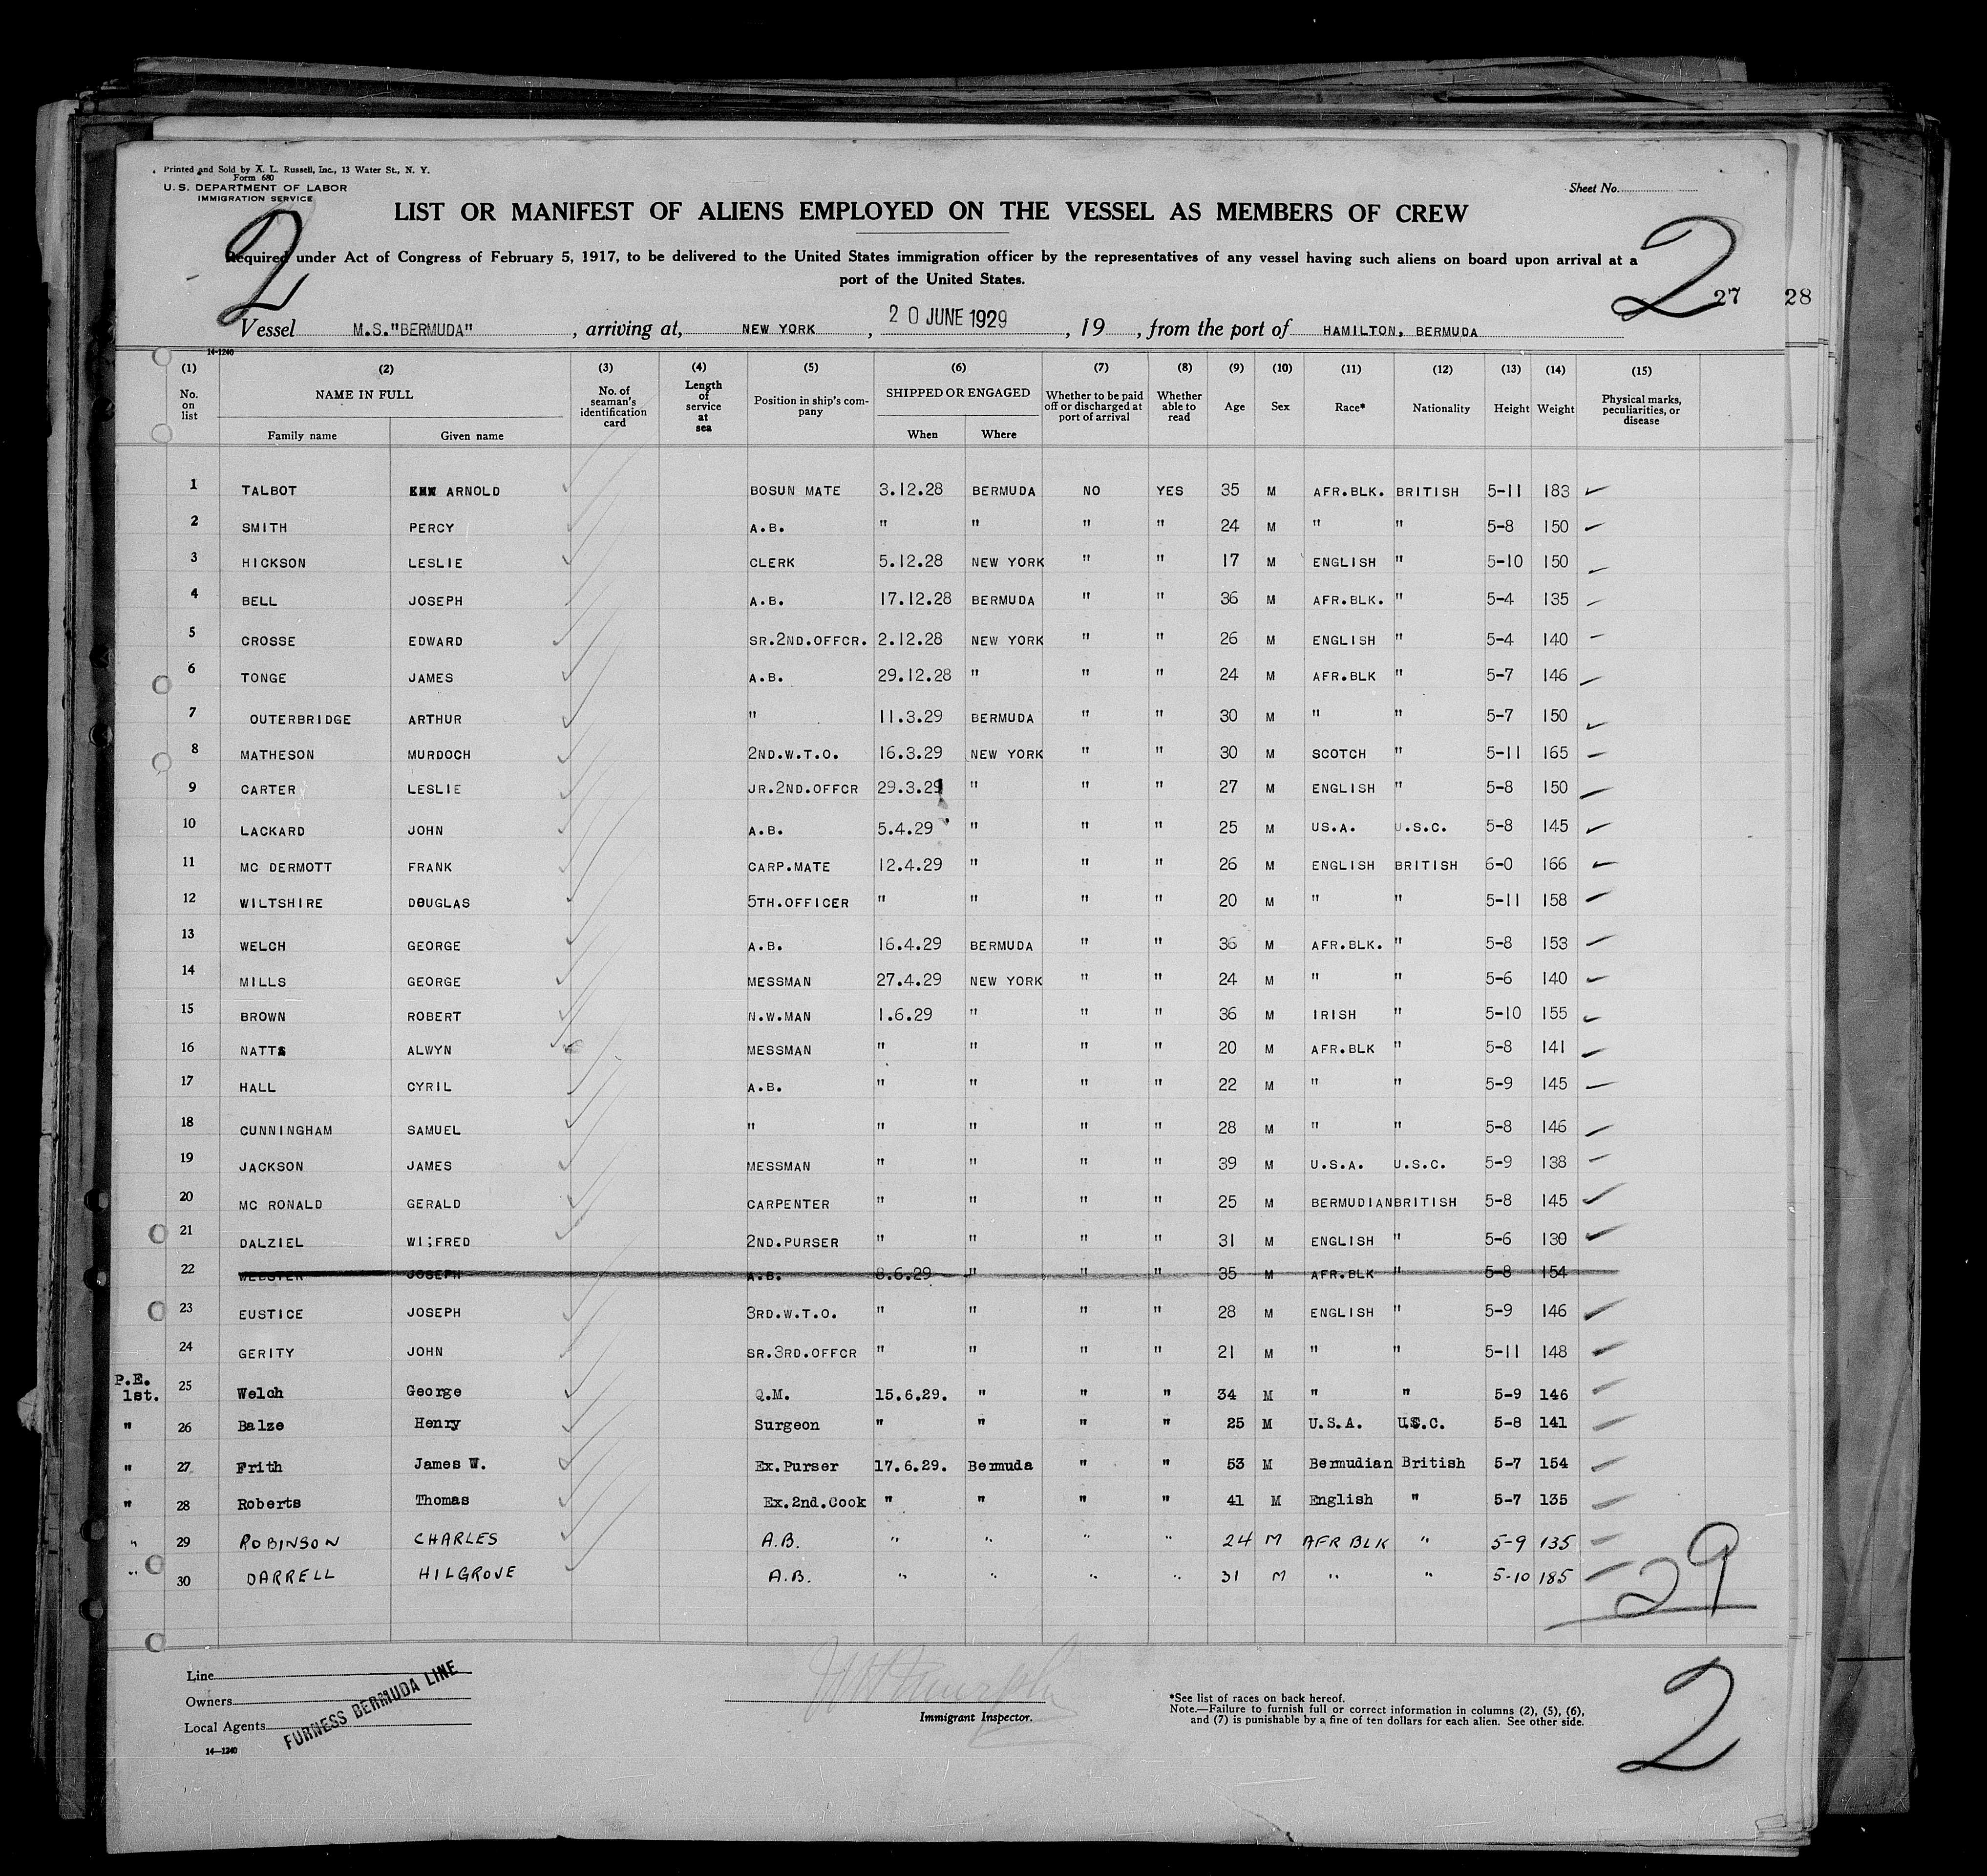 Printed and Sold by X. L. Russell, Inc., 13 Water St., N. Y.
Form 680
U.S. DEPARTMENT OF LABOR
IMMIGRATION SERVICE
Sheet No.
2
2
LIST OR MANIFEST OF ALIENS EMPLOYED ON THE VESSEL AS MEMBERS OF CREW
Required under Act of Congress of February 5, 1917, to be delivered to the United States immigration officer by the representatives of any vessel having such aliens on board upon arrival at a
port of the United States.
27 28
Vessel M.S."BERMUDA" , arriving at, NEW YORK , 20 JUNE 1929 , 19 , from the port of HAMILTON, BERMUDA
14-1240
(1) (2) (3) (4) (5) (6) (7) (8) (9) (10) (11) (12) (13) (14) (15)
No. on list NAME IN FULL Family name Given name No. of seaman's identification card Length of service at sea Position in ship's company SHIPPED OR ENGAGED When Where Whether to be paid off or discharged at port of arrival Whether able to read Age Sex Race* Nationality Height Weight Physical marks, peculiarities, or disease
1 TALBOT ARNOLD BOSUN MATE 3.12.28 BERMUDA NO YES 35 M AFR.BLK. BRITISH 5-11 183
2 SMITH PERCY A.B. " " " " 24 M " " 5-8 150
3 HICKSON LESLIE CLERK 5.12.28 NEW YORK " " 17 M ENGLISH " 5-10 150
4 BELL JOSEPH A.B. 17.12.28 BERMUDA " " 36 M AFR.BLK. " 5-4 135
5 CROSSE EDWARD SR.2ND.OFFCR. 2.12.28 NEW YORK " " 26 M ENGLISH " 5-4 140
6 TONGE JAMES A.B. 29.12.28 " " " 24 M AFR.BLK " 5-7 146
7 OUTERBRIDGE ARTHUR " 11.3.29 BERMUDA " " 30 M " " 5-7 150
8 MATHESON MURDOCH 2ND.W.T.O. 16.3.29 NEW YORK " " 30 M SCOTCH " 5-11 165
9 CARTER LESLIE JR.2ND.OFFCR 29.3.29 " " " 27 M ENGLISH " 5-8 150
10 LACKARD JOHN A.B. 5.4.29 " " " 25 M US.A. U.S.C. 5-8 145
11 MC DERMOTT FRANK CARP.MATE 12.4.29 " " " 26 M ENGLISH BRITISH 6-0 166
12 WILTSHIRE DOUGLAS 5TH.OFFICER " " " " 20 M " " 5-11 158
13 WELCH GEORGE A.B. 16.4.29 BERMUDA " " 36 M AFR.BLK. " 5-8 153
14 MILLS GEORGE MESSMAN 27.4.29 NEW YORK " " 24 M " " 5-6 140
15 BROWN ROBERT N.W.MAN 1.6.29 " " " 36 M IRISH " 5-10 155
16 NATTS ALWYN MESSMAN " " " " 20 M AFR.BLK " 5-8 141
17 HALL CYRIL A.B. " " " " 22 M " " 5-9 145
18 CUNNINGHAM SAMUEL " " " " " 28 M " " 5-8 146
19 JACKSON JAMES MESSMAN " " " " 39 M U.S.A. U.S.C. 5-9 138
20 MC RONALD GERALD CARPENTER " " " " 25 M BERMUDIAN BRITISH 5-8 145
21 DALZIEL WI;FRED 2ND.PURSER " " " " 31 M ENGLISH " 5-6 130
22 WEBSTER JOSEPH A.B. 8.6.29 " " " 35 M AFR.BLK " 5-8 154
23 EUSTICE JOSEPH 3RD.W.T.O. " " " " 28 M ENGLISH " 5-9 146
24 GERITY JOHN SR.3RD.OFFCR " " " " 21 M " " 5-11 148
P.E. 1st. 25 Welch George Q.M. 15.6.29. " " " 34 M " " 5-9 146
" 26 Balze Henry Surgeon " " " " 25 M U.S.A. U.S.C. 5-8 141
" 27 Frith James W. Ex.Purser 17.6.29. Bermuda " " 53 M Bermudian British 5-7 154
" 28 Roberts Thomas Ex.2nd.Cook " " " " 41 M English " 5-7 135
" 29 ROBINSON CHARLES A.B. " " " " 24 M AFR BLK " 5-9 135
" 30 DARRELL HILGROVE A.B. " " " " 31 M " " 5-10 185
29
Line
Owners
Local Agents
FURNESS BERMUDA LINE
14-1240
Immigrant Inspector.
*See list of races on back hereof.
Note.—Failure to furnish full or correct information in columns (2), (5), (6),
and (7) is punishable by a fine of ten dollars for each alien. See other side.
2